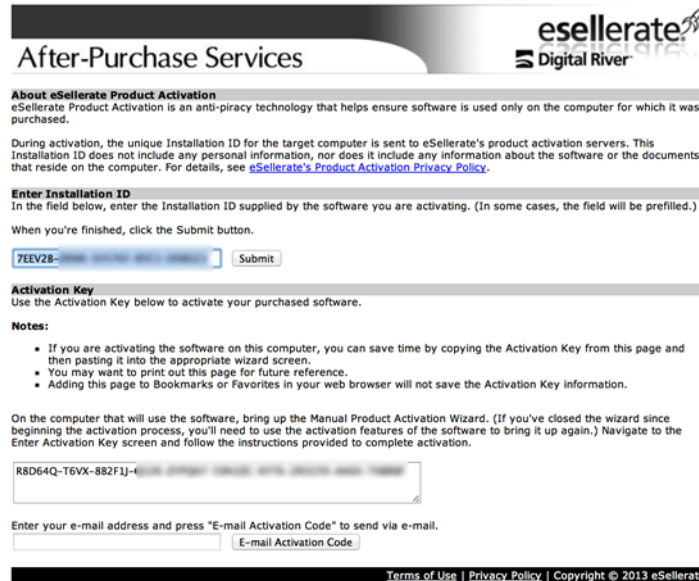 esellerate.
After-Purchase Services
Digital River
About eSellerate Product Activation
eSellerate Product Activation is an anti-piracy technology that helps ensure software is used only on the computer for which it was
purchased.
During activation, the unique Installation ID for the target computer is sent to eSellerate's product activation servers. This
Installation ID does not include any personal information, nor does it include any information about the software or the documents
that reside on the computer. For details, see eSellerate's Product Activation Privacy Policy.
Enter Installation ID
In the field below, enter the Installation ID supplied by the software you are activating. (In some cases, the field will be prefilled.)
When you're finished, click the Submit button.
7EEV2B-
Submit
Activation Key
Use the Activation Key below to activate your purchased software.
Notes:
If you are activating the software on this computer, you can save time by copying the Activation Key from this page and
then pasting it into the appropriate wizard screen.
You may want to print out this page for future reference.
Adding this page to Bookmarks or Favorites in your web browser will not save the Activation Key information.
On the computer that will use the software, bring up the Manual Product Activation Wizard. (If you've closed the wizard since
beginning the activation process, you'll need to use the activation features of the software to bring it up again.) Navigate to the
Enter Activation Key screen and follow the instructions provided to complete activation.
R8D64Q-T6VX-8B2F1J-
Enter your e-mail address and press "E-mail Activation Code" to send via e-mail.
E-mail Activation Code
Terms of Use | Privacy Policy | Copyright © 2013 eSellerat